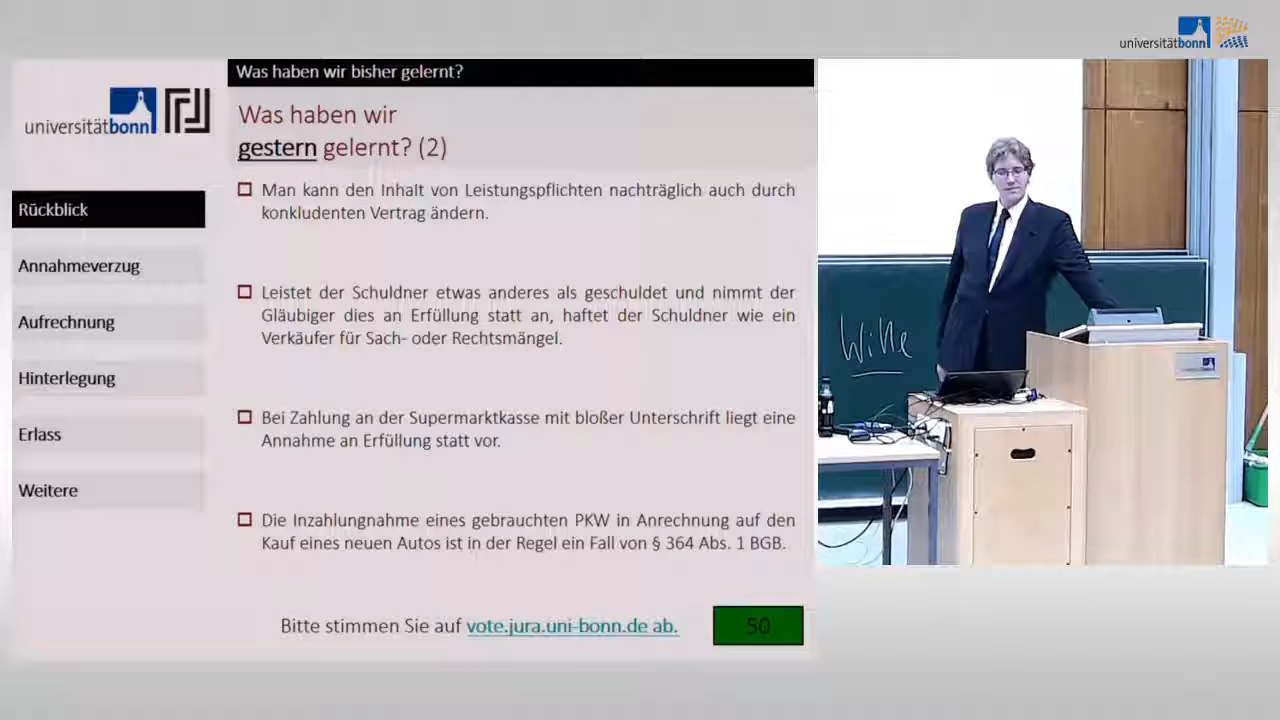 universitätbonn
Was haben wir bisher gelernt?
universitätbonn
Was haben wir
gestern gelernt? (2)
Rückblick
Annahmeverzug
Aufrechnung
Hinterlegung
Erlass
Weitere
Man kann den Inhalt von Leistungspflichten nachträglich auch durch
konkludenten Vertrag ändern.
Leistet der Schuldner etwas anderes als geschuldet und nimmt der
Gläubiger dies an Erfüllung statt an, haftet der Schuldner wie ein
Verkäufer für Sach- oder Rechtsmängel.
Bei Zahlung an der Supermarktkasse mit bloßer Unterschrift liegt eine
Annahme an Erfüllung statt vor.
Die Inzahlungnahme eines gebrauchten PKW in Anrechnung auf den
Kauf eines neuen Autos ist in der Regel ein Fall von § 364 Abs. 1 BGB.
Bitte stimmen Sie auf vote.jura.uni-bonn.de ab.
50
Wille